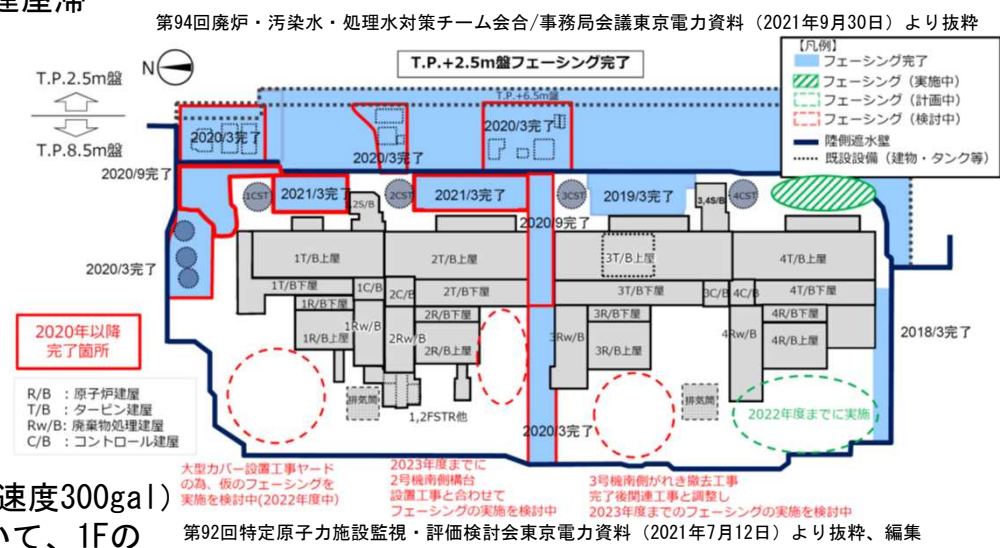 建屋滞
第94回廃炉・汚染水・処理水対策チーム会合/事務局会議東京電力資料（2021年9月30日）より抜粋
T.P.+2.5m盤フェーシング完了
【凡例】
フェーシング完了
フェーシング（実施中）
フェーシング（計画中）
フェーシング（検討中）
陸側遮水壁
既設設備（建物・タンク等）
N
T.P.2.5m盤
T.P.8.5m盤
T.P.+6.5m盤
2020/3完了
2020/3完了
2020/3完了
2020/9完了
1CST
2021/3完了
2CST
2021/3完了
3CST
2019/3完了
4CST
1,2S/B
3,4S/B
2020/9完了
2020/3完了
1T/B上屋
2T/B上屋
3T/B上屋
4T/B上屋
1T/B下屋
1C/B
2C/B
2T/B下屋
3T/B下屋
3C/B
4C/B
4T/B下屋
1R/B下屋
1R/B上屋
1Rw/B
2Rw/B
2R/B下屋
2R/B上屋
3Rw/B
3R/B下屋
3R/B上屋
4Rw/B
4R/B下屋
4R/B上屋
2018/3完了
2020年以降
完了箇所
R/B ：原子炉建屋
T/B ：タービン建屋
Rw/B：廃棄物処理建屋
C/B ：コントロール建屋
排気筒
1,2FSTR他
排気筒
2020/3完了
2022年度までに実施
大型カバー設置工事ヤード
の為、仮のフェーシングを
実施を検討中(2022年度中)
2023年度までに
2号機南側構台
設置工事と合わせて
フェーシングの実施を検討中
3号機南側がれき撤去工事
完了後関連工事と調整し
2023年度までのフェーシングの実施を検討中
速度300gal）
いて、1Fの
第92回特定原子力施設監視・評価検討会東京電力資料（2021年7月12日）より抜粋、編集